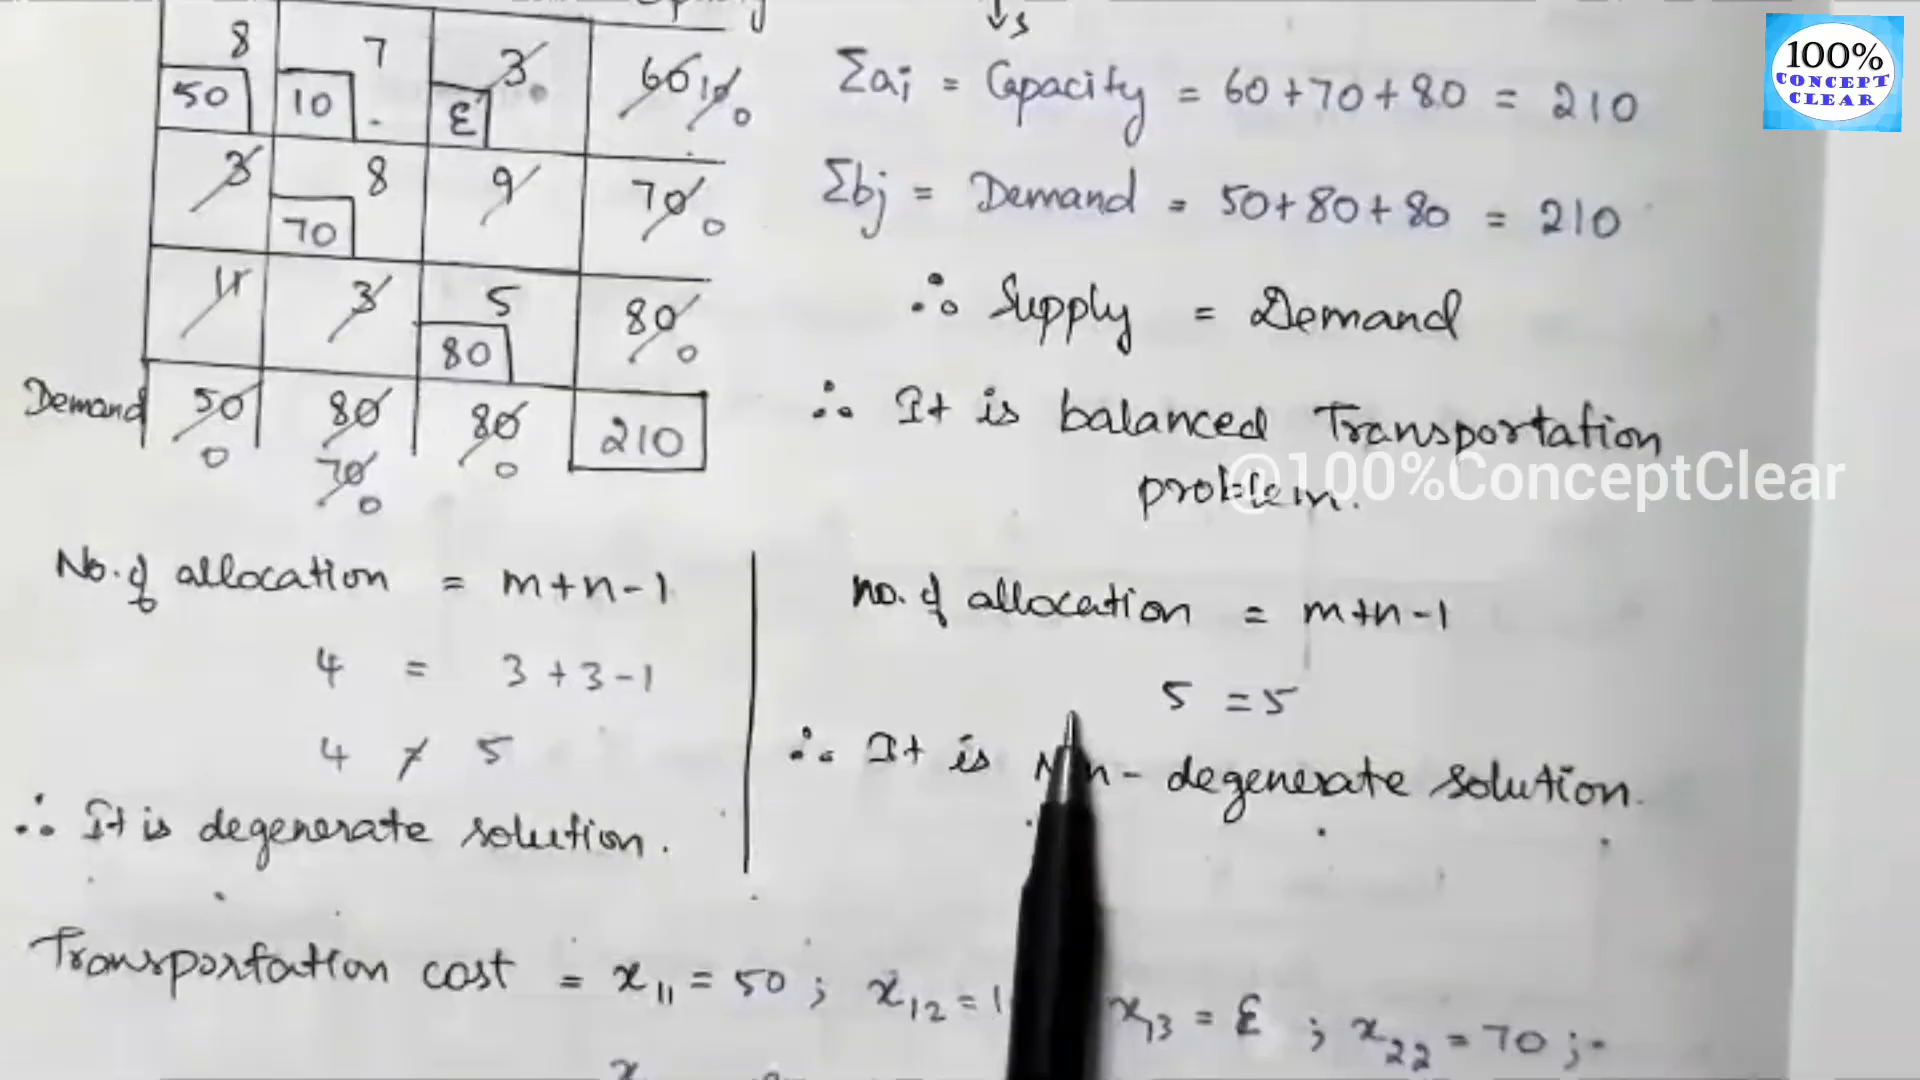 8 7 3 60 10 0
50 10 ε
3 8 9 70 0
70
11 3 5 80 0
80
Demand 50 80 80 210
0 70 0
0
Σai = Capacity = 60+70+80 = 210
Σbj = Demand = 50+80+80 = 210
∴ Supply = Demand
∴ It is balanced Transportation
problem.
No. of allocation = m+n-1
4 = 3+3-1
4 ≠ 5
∴ It is degenerate solution.
no. of allocation = m+n-1
5 = 5
∴ It is Non-degenerate solution.
Transportation cost = x11 = 50; x12 = 1 x13 = ε; x22 = 70;
100%
CONCEPT
CLEAR
@100%ConceptClear